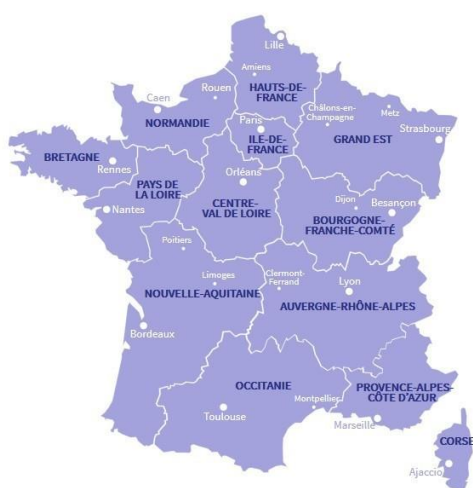 Lille
Amiens
HAUTS-DE-
FRANCE
Rouen
Caen
NORMANDIE
Paris
ILE-DE-
FRANCE
Châlons-en-
Champagne
Metz
GRAND EST
Strasbourg
BRETAGNE
Rennes
PAYS DE
LA LOIRE
Nantes
Orléans
CENTRE-
VAL DE LOIRE
Dijon
Besançon
BOURGOGNE-
FRANCHE-COMTÉ
Poitiers
Limoges
NOUVELLE-AQUITAINE
Bordeaux
Clermont-
Ferrand
Lyon
AUVERGNE-RHÔNE-ALPES
OCCITANIE
Toulouse
Montpellier
PROVENCE-ALPES-
CÔTE D'AZUR
Marseille
CORSE
Ajaccio